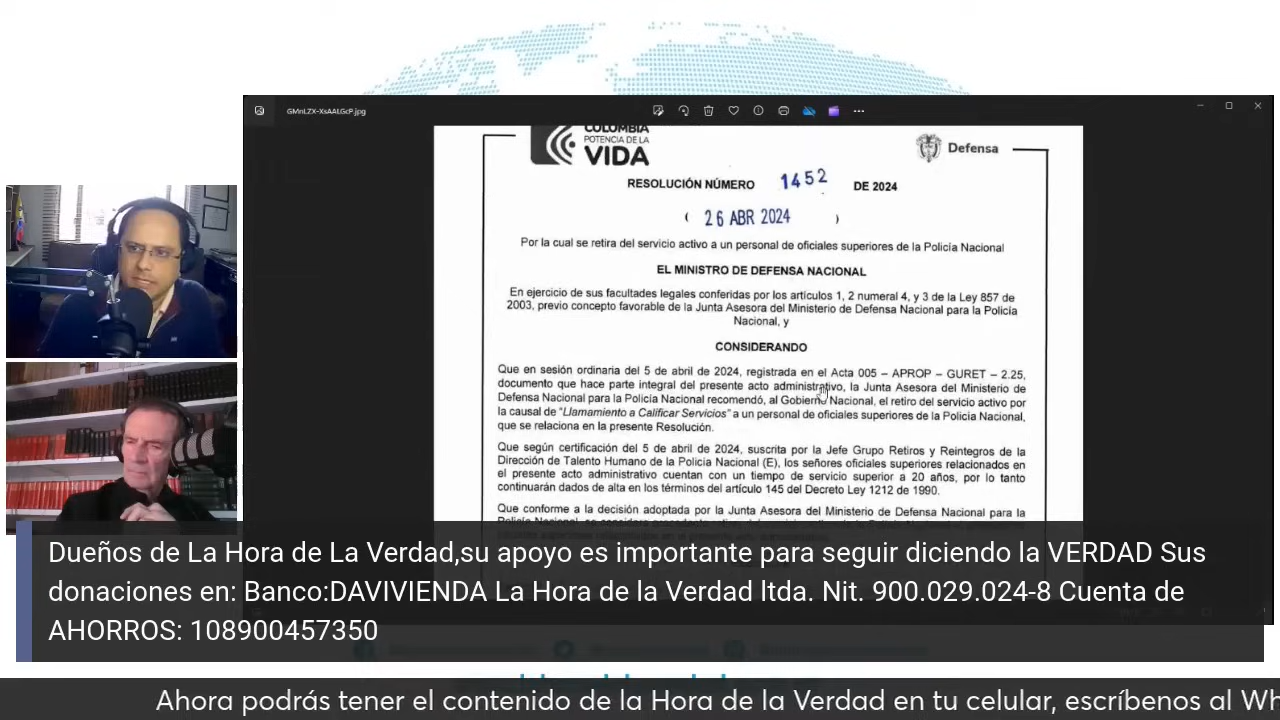 GMnLZX-XsAALGcP.jpg
COLOMBIA
POTENCIA DE LA
VIDA
Defensa
RESOLUCIÓN NÚMERO 1452 DE 2024
( 26 ABR 2024 )
Por la cual se retira del servicio activo a un personal de oficiales superiores de la Policía Nacional
EL MINISTRO DE DEFENSA NACIONAL
En ejercicio de sus facultades legales conferidas por los artículos 1, 2 numeral 4, y 3 de la Ley 857 de
2003, previo concepto favorable de la Junta Asesora del Ministerio de Defensa Nacional para la Policía
Nacional, y
CONSIDERANDO
Que en sesión ordinaria del 5 de abril de 2024, registrada en el Acta 005 – APROP – GURET – 2.25,
documento que hace parte integral del presente acto administrativo, la Junta Asesora del Ministerio de
Defensa Nacional para la Policía Nacional recomendó, al Gobierno Nacional, el retiro del servicio activo por
la causal de "Llamamiento a Calificar Servicios" a un personal de oficiales superiores de la Policía Nacional,
que se relaciona en la presente Resolución.
Que según certificación del 5 de abril de 2024, suscrita por la Jefe Grupo Retiros y Reintegros de la
Dirección de Talento Humano de la Policía Nacional (E), los señores oficiales superiores relacionados en
el presente acto administrativo cuentan con un tiempo de servicio superior a 20 años, por lo tanto
continuarán dados de alta en los términos del artículo 145 del Decreto Ley 1212 de 1990.
Que conforme a la decisión adoptada por la Junta Asesora del Ministerio de Defensa Nacional para la
Dueños de La Hora de La Verdad,su apoyo es importante para seguir diciendo la VERDAD Sus
donaciones en: Banco:DAVIVIENDA La Hora de la Verdad ltda. Nit. 900.029.024-8 Cuenta de
AHORROS: 108900457350
Ahora podrás tener el contenido de la Hora de la Verdad en tu celular, escríbenos al Wh